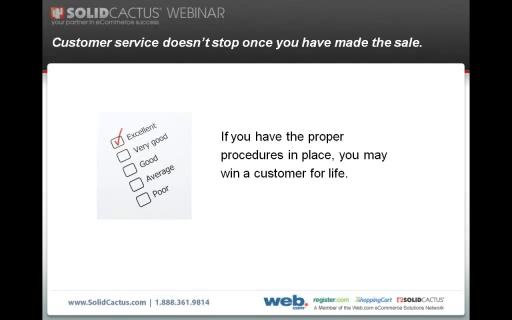 SOLIDCACTUS WEBINAR
your partner in eCommerce success
Customer service doesn't stop once you have made the sale.
Excellent
Very good
Good
Average
Poor
If you have the proper
procedures in place, you may
win a customer for life.
www.SolidCactus.com | 1.888.361.9814
web.com register.com ShoppingCart SOLIDCACTUS
A Member of the Web.com eCommerce Solutions Network